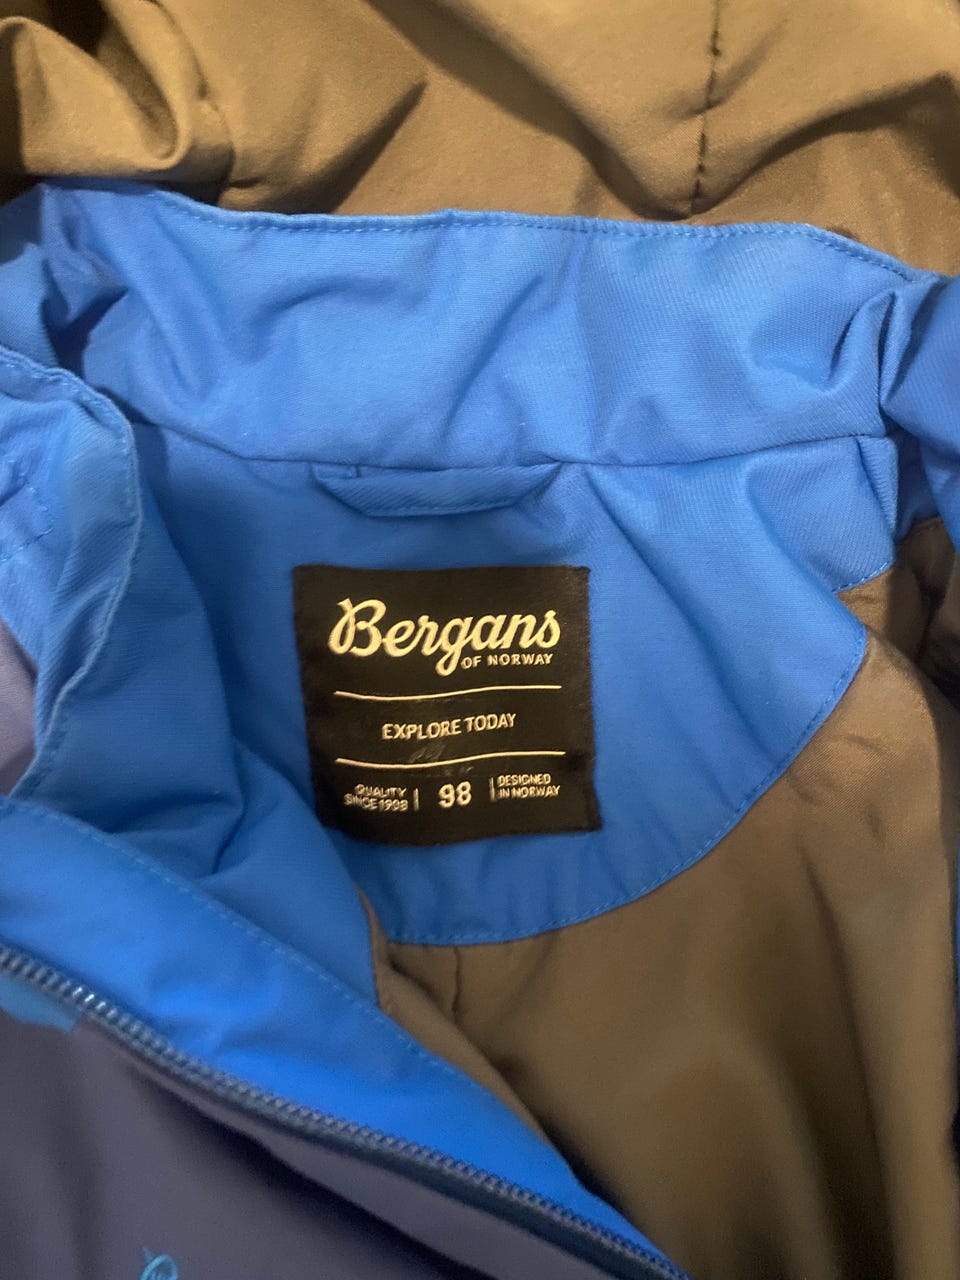 Bergans
OF NORWAY
EXPLORE TODAY
QUALITY
SINCE 1908
98
DESIGNED
IN NORWAY